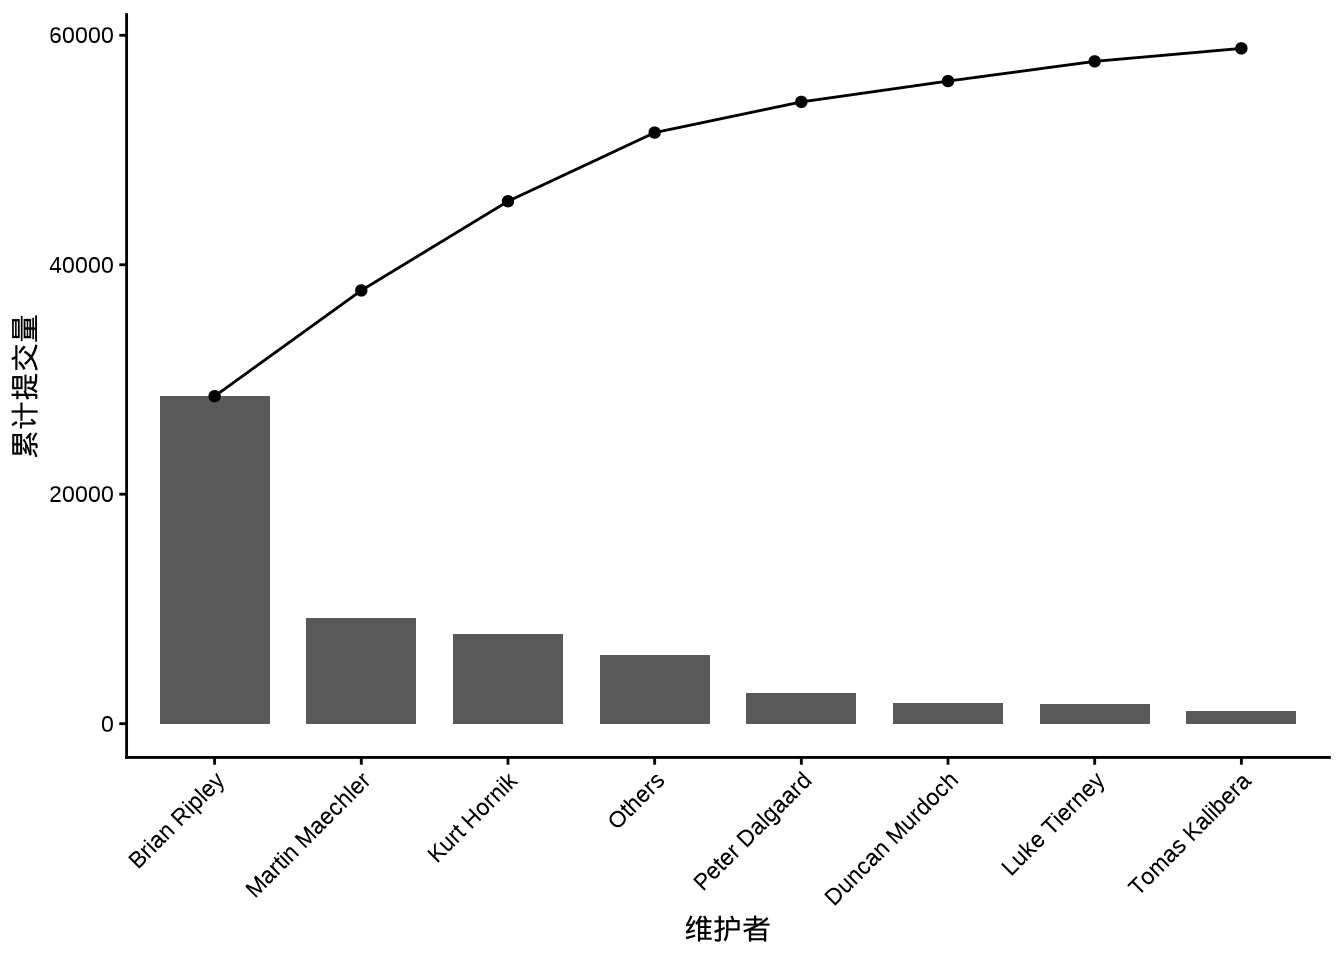 60000
40000
20000
0
累计提交量
Brian Ripley
Martin Maechler
Kurt Hornik
Others
Peter Dalgaard
Duncan Murdoch
Luke Tierney
Tomas Kalibera
维护者